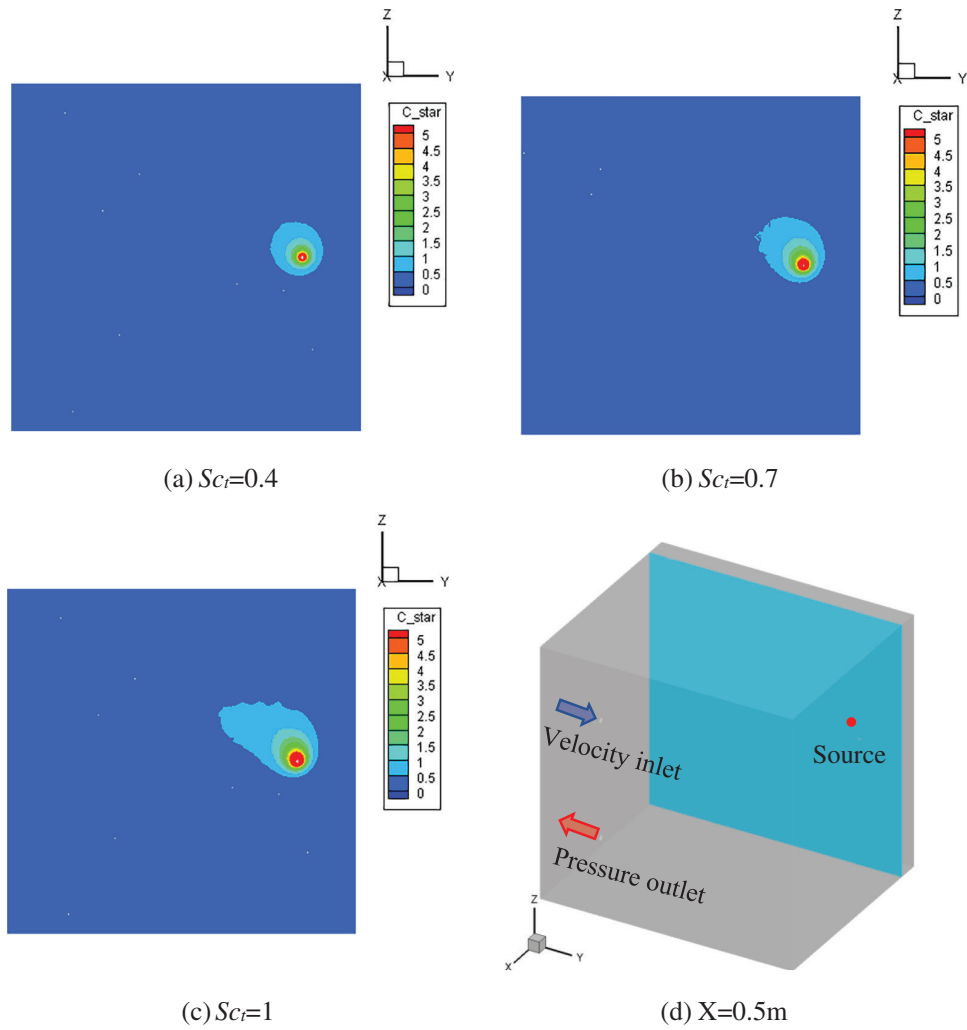 Z
X
Y
C_star
5
4.5
4
3.5
3
2.5
2
1.5
1
0.5
0
(a) Sct=0.4
Z
X
Y
C_star
5
4.5
4
3.5
3
2.5
2
1.5
1
0.5
0
(b) Sct=0.7
Z
X
Y
C_star
5
4.5
4
3.5
3
2.5
2
1.5
1
0.5
0
(c) Sct=1
Velocity inlet
Source
Pressure outlet
Z
X
Y
(d) X=0.5m